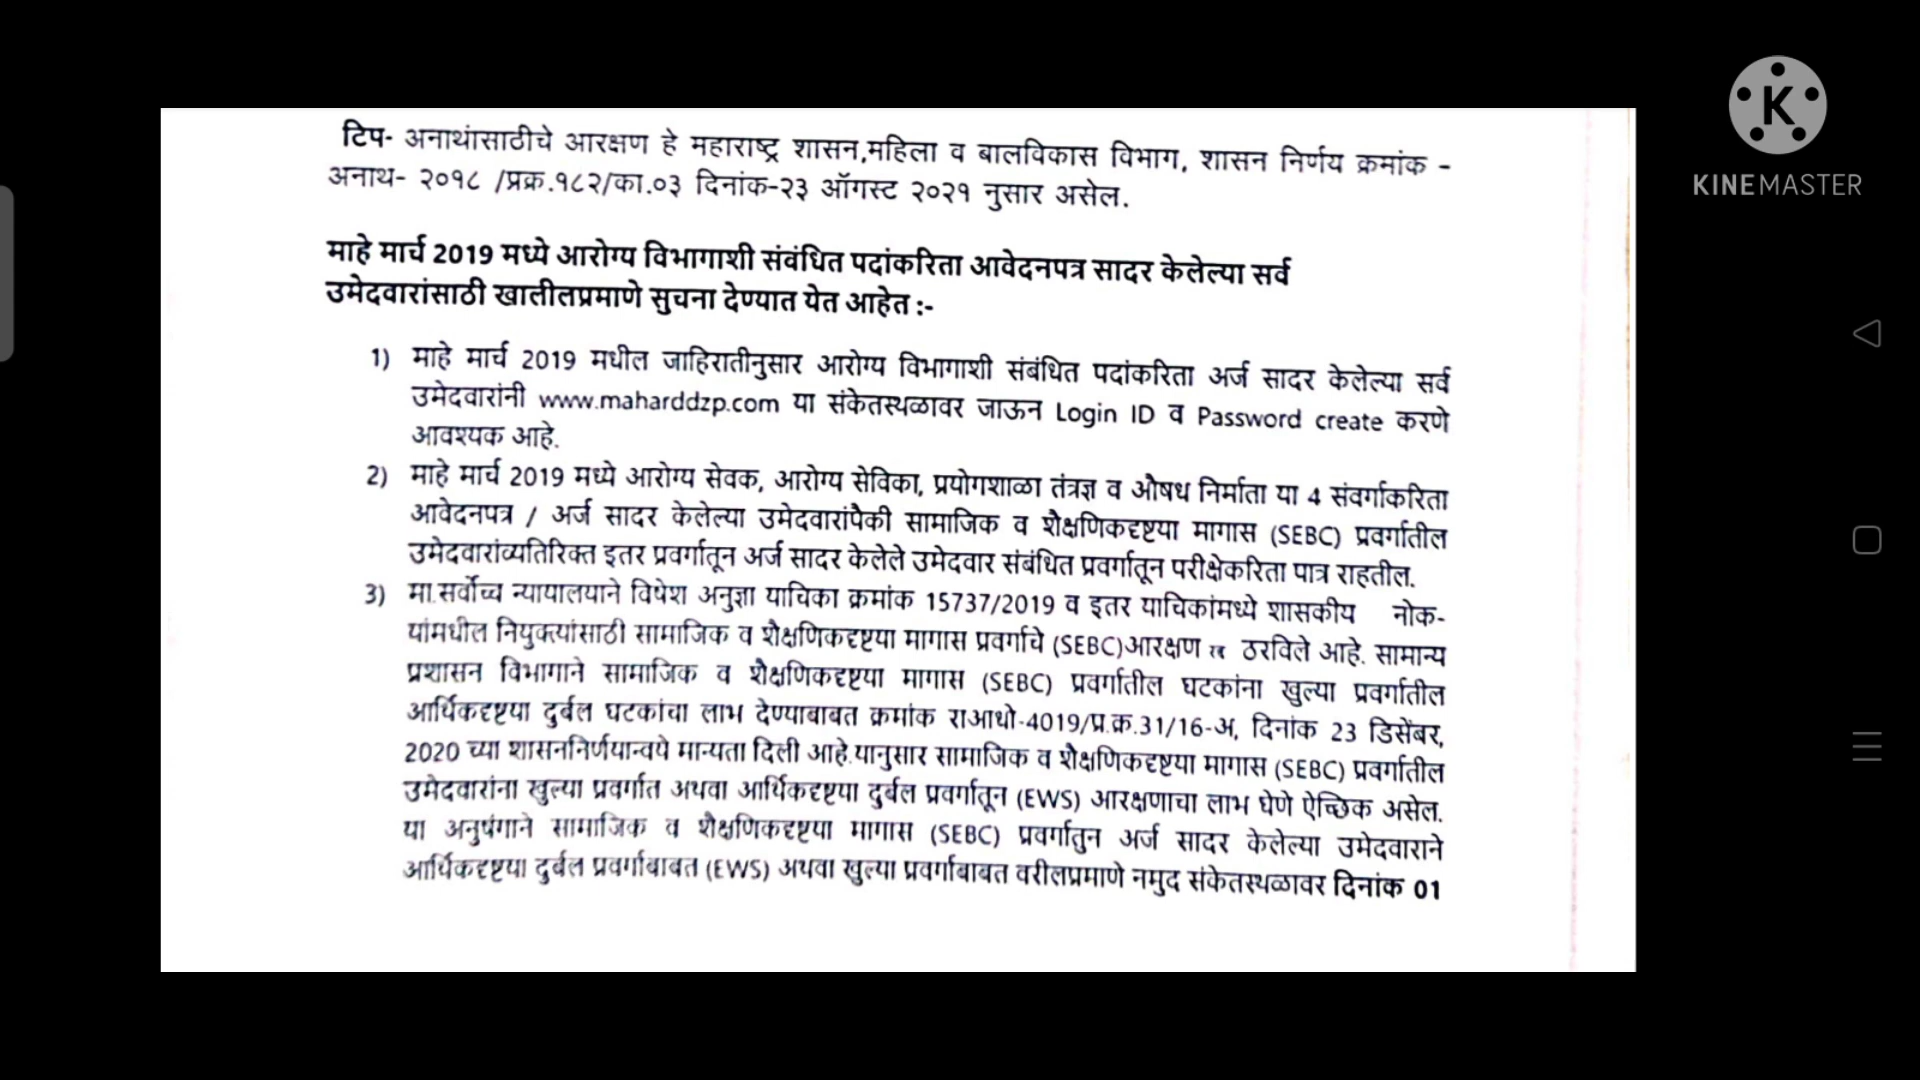 टिप- अनाथांसाठीचे आरक्षण हे महाराष्ट्र शासन,महिला व बालविकास विभाग, शासन निर्णय क्रमांक -
अनाथ- २०१८ /प्रक्र.१८२/का.०३ दिनांक-२३ ऑगस्ट २०२१ नुसार असेल.
माहे मार्च 2019 मध्ये आरोग्य विभागाशी संबंधित पदांकरिता आवेदनपत्र सादर केलेल्या सर्व
उमेदवारांसाठी खालीलप्रमाणे सुचना देण्यात येत आहेत :-
1) माहे मार्च 2019 मधील जाहिरातीनुसार आरोग्य विभागाशी संबंधित पदांकरिता अर्ज सादर केलेल्या सर्व
उमेदवारांनी www.maharddzp.com या संकेतस्थळावर जाऊन Login ID व Password create करणे
आवश्यक आहे.
2) माहे मार्च 2019 मध्ये आरोग्य सेवक, आरोग्य सेविका, प्रयोगशाळा तंत्रज्ञ व औषध निर्माता या 4 संवर्गाकरिता
आवेदनपत्र / अर्ज सादर केलेल्या उमेदवारांपैकी सामाजिक व शैक्षणिकदृष्टया मागास (SEBC) प्रवर्गातील
उमेदवारांव्यतिरिक्त इतर प्रवर्गातून अर्ज सादर केलेले उमेदवार संबंधित प्रवर्गातून परीक्षेकरिता पात्र राहतील.
3) मा.सर्वोच्च न्यायालयाने विषेश अनुज्ञा याचिका क्रमांक 15737/2019 व इतर याचिकांमध्ये शासकीय नोक-
यांमधील नियुक्त्यांसाठी सामाजिक व शैक्षणिकदृष्टया मागास प्रवर्गाचे (SEBC)आरक्षण ठरविले आहे. सामान्य
प्रशासन विभागाने सामाजिक व शैक्षणिकदृष्टया मागास (SEBC) प्रवर्गातील घटकांना खुल्या प्रवर्गातील
आर्थिकदृष्टया दुर्बल घटकांचा लाभ देण्याबाबत क्रमांक राआधो-4019/प्र.क्र.31/16-अ, दिनांक 23 डिसेंबर,
2020 च्या शासननिर्णयान्वये मान्यता दिली आहे.यानुसार सामाजिक व शैक्षणिकदृष्टया मागास (SEBC) प्रवर्गातील
उमेदवारांना खुल्या प्रवर्गात अथवा आर्थिकदृष्टया दुर्बल प्रवर्गातून (EWS) आरक्षणाचा लाभ घेणे ऐच्छिक असेल.
या अनुषंगाने सामाजिक व शैक्षणिकदृष्टया मागास (SEBC) प्रवर्गातुन अर्ज सादर केलेल्या उमेदवाराने
आर्थिकदृष्टया दुर्बल प्रवर्गाबाबत (EWS) अथवा खुल्या प्रवर्गाबाबत वरीलप्रमाणे नमुद संकेतस्थळावर दिनांक 01
K
KINEMASTER